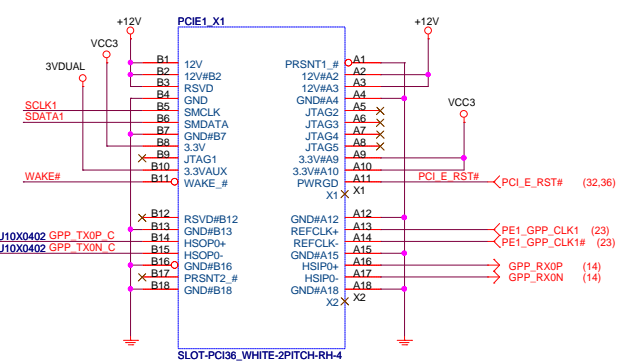 +12V PCIE1_X1 +12V
VCC3
3VDUAL
B1 12V PRSNT1_# A1
B2 12V#B2 12V#A2 A2
B3 RSVD 12V#A3 A3
B4 GND GND#A4 A4 VCC3
SCLK1 B5 SMCLK JTAG2 A5
SDATA1 B6 SMDATA JTAG3 A6
B7 GND#B7 JTAG4 A7
B8 3.3V JTAG5 A8
B9 JTAG1 3.3V#A9 A9
B10 3.3VAUX 3.3V#A10 A10
WAKE# B11 WAKE_# PWRGD A11 PCI_E_RST# PCI_E_RST# (32,36)
X1 X1
B12 RSVD#B12 GND#A12 A12
B13 GND#B13 REFCLK+ A13 PE1_GPP_CLK1 (23)
U10X0402 GPP_TX0P_C B14 HSOP0+ REFCLK- A14 PE1_GPP_CLK1# (23)
U10X0402 GPP_TX0N_C B15 HSOP0- GND#A15 A15
B16 GND#B16 HSIP0+ A16 GPP_RX0P (14)
B17 PRSNT2_# HSIP0- A17 GPP_RX0N (14)
B18 GND#B18 GND#A18 A18
X2 X2
SLOT-PCI36_WHITE-2PITCH-RH-4